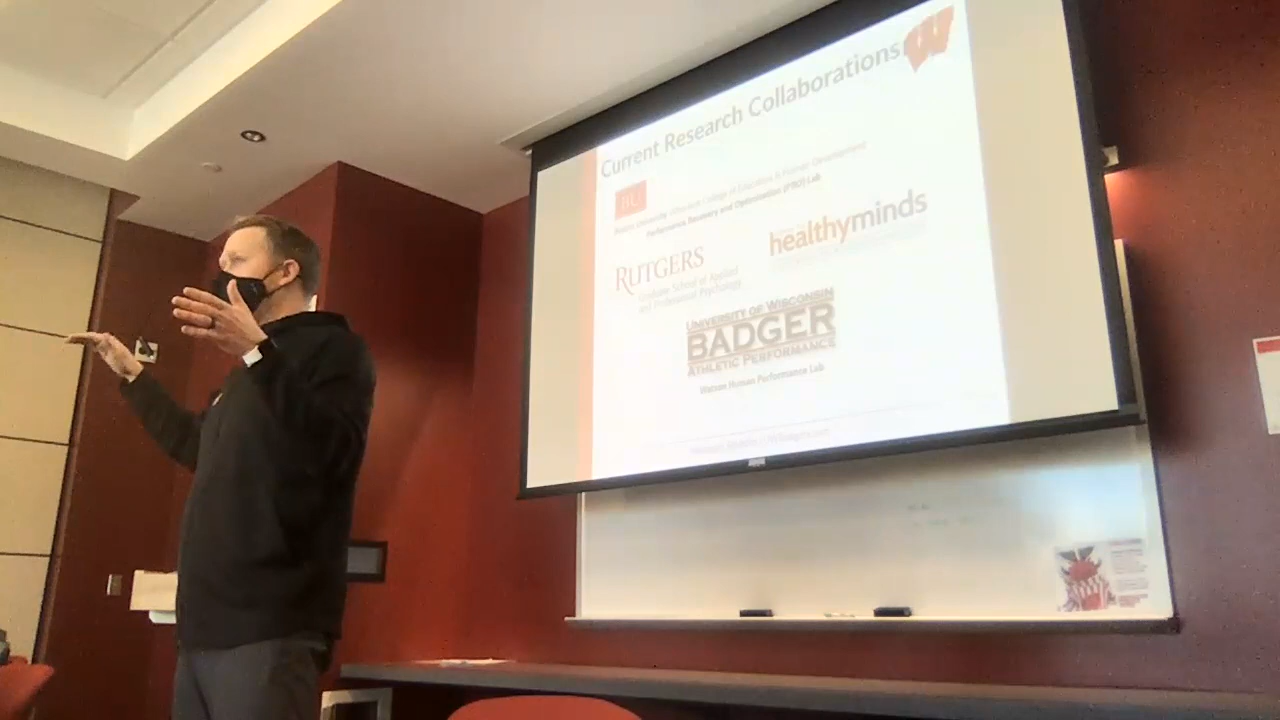 Current Research Collaborations
W
BU
Boston University Wheelock College of Education & Human Development
Performance Recovery and Optimization (PRO) Lab
healthyminds
RUTGERS
Graduate School of Applied
and Professional Psychology
UNIVERSITY OF WISCONSIN
BADGER
ATHLETIC PERFORMANCE
Watson Human Performance Lab